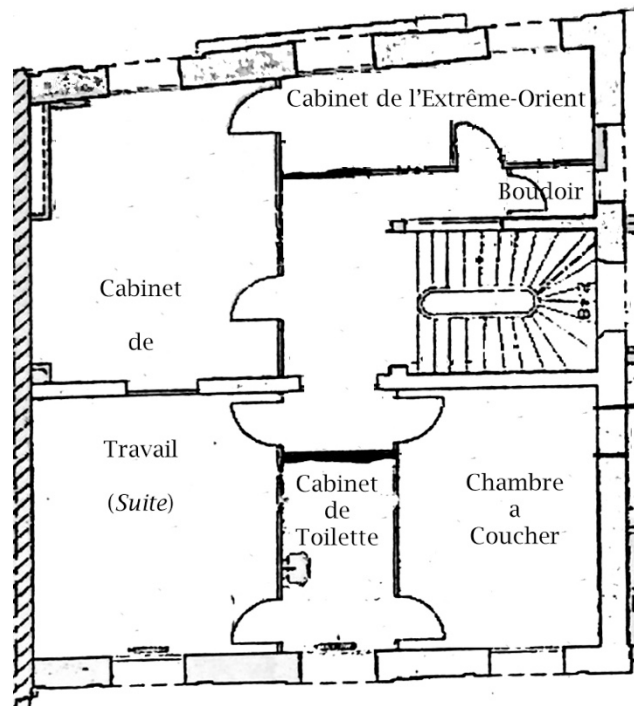 Cabinet de l'Extrême-Orient
Boudoir
Cabinet
de
Travail
(Suite)
Cabinet
de
Toilette
Chambre
a
Coucher